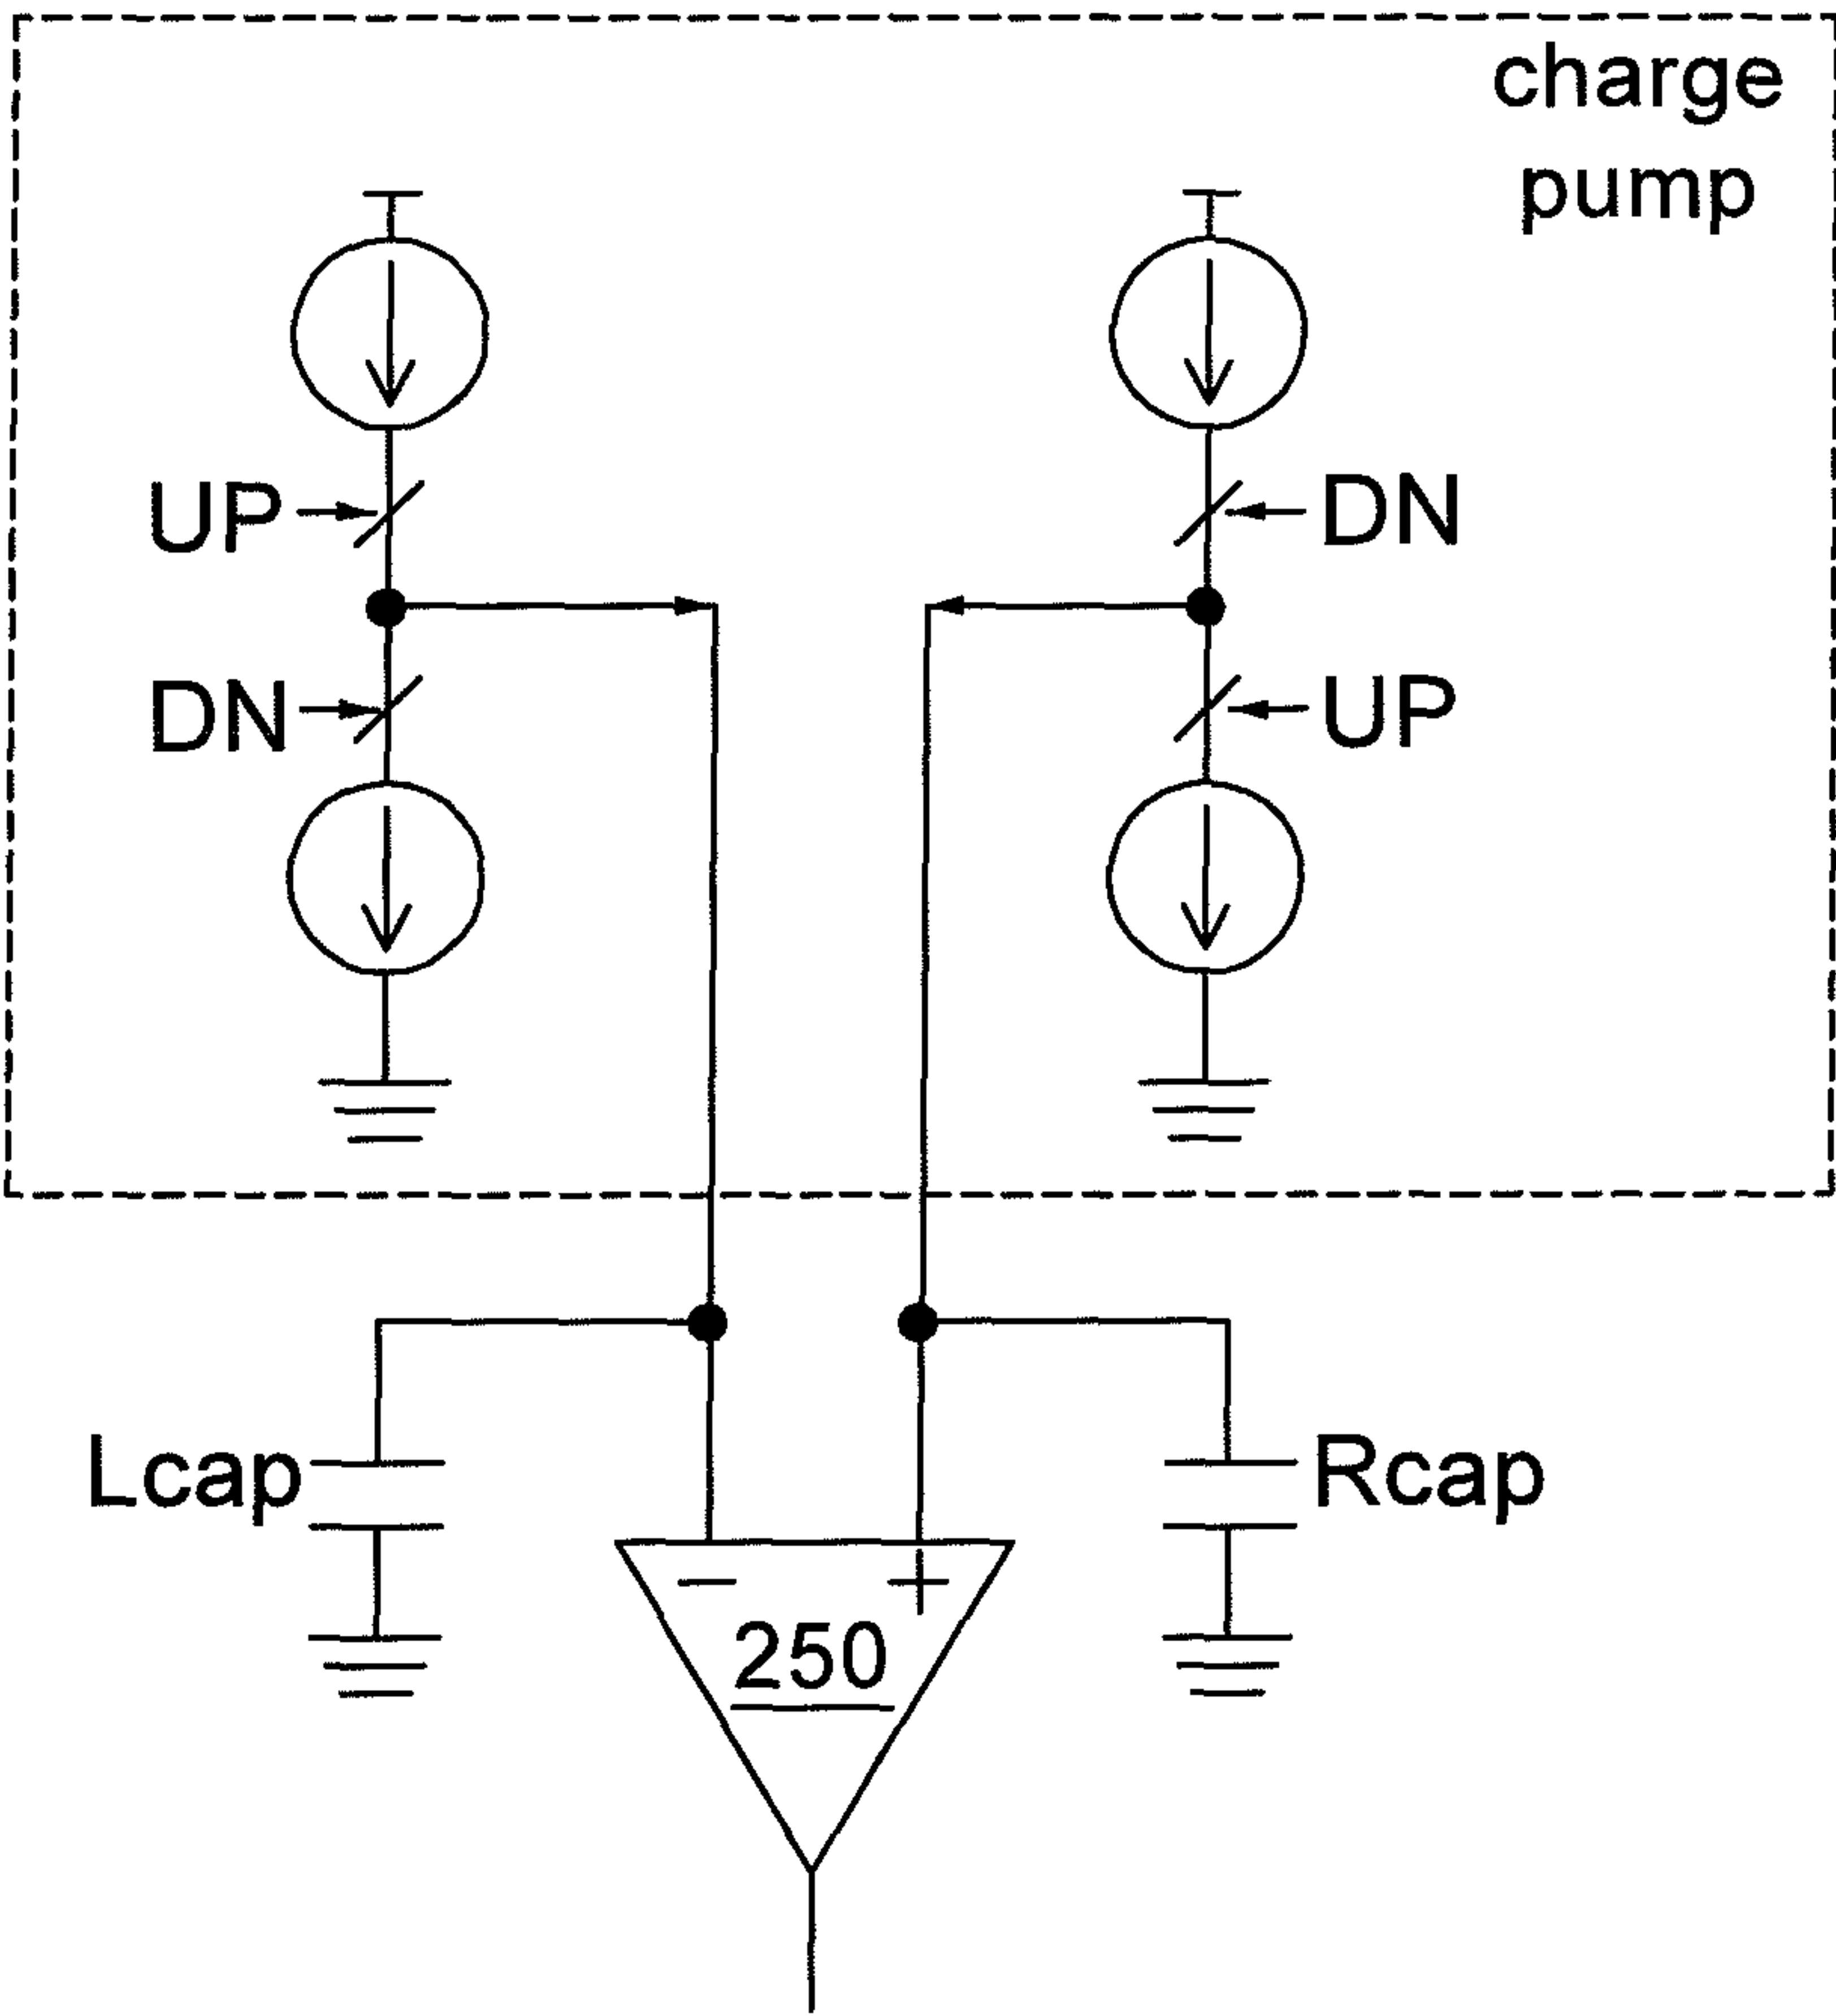 charge
pump
UP
DN
DN
UP
Lcap
Rcap
- +
250